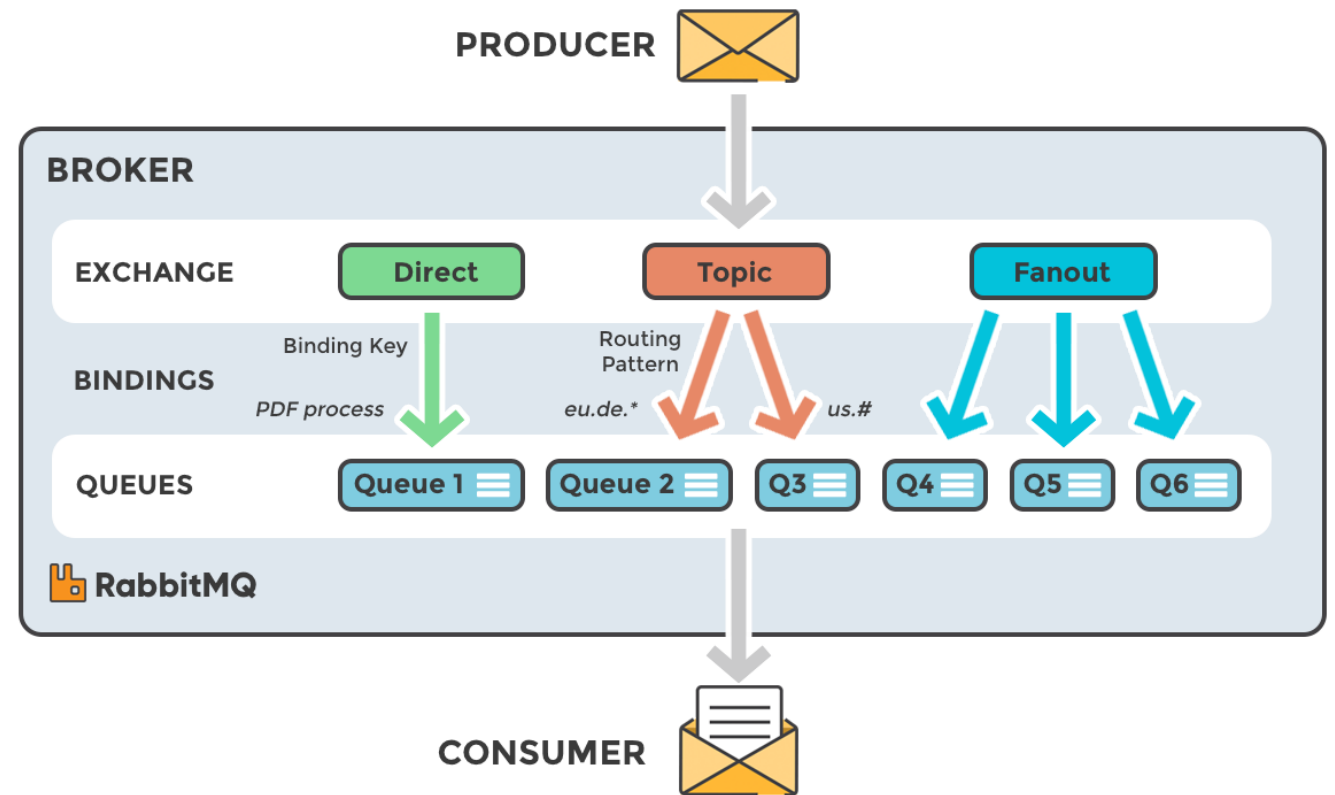 PRODUCER
BROKER
EXCHANGE
Direct
Topic
Fanout
Binding Key
Routing
Pattern
BINDINGS
PDF process
eu.de.*
us.#
QUEUES
Queue 1
Queue 2
Q3
Q4
Q5
Q6
RabbitMQ
CONSUMER